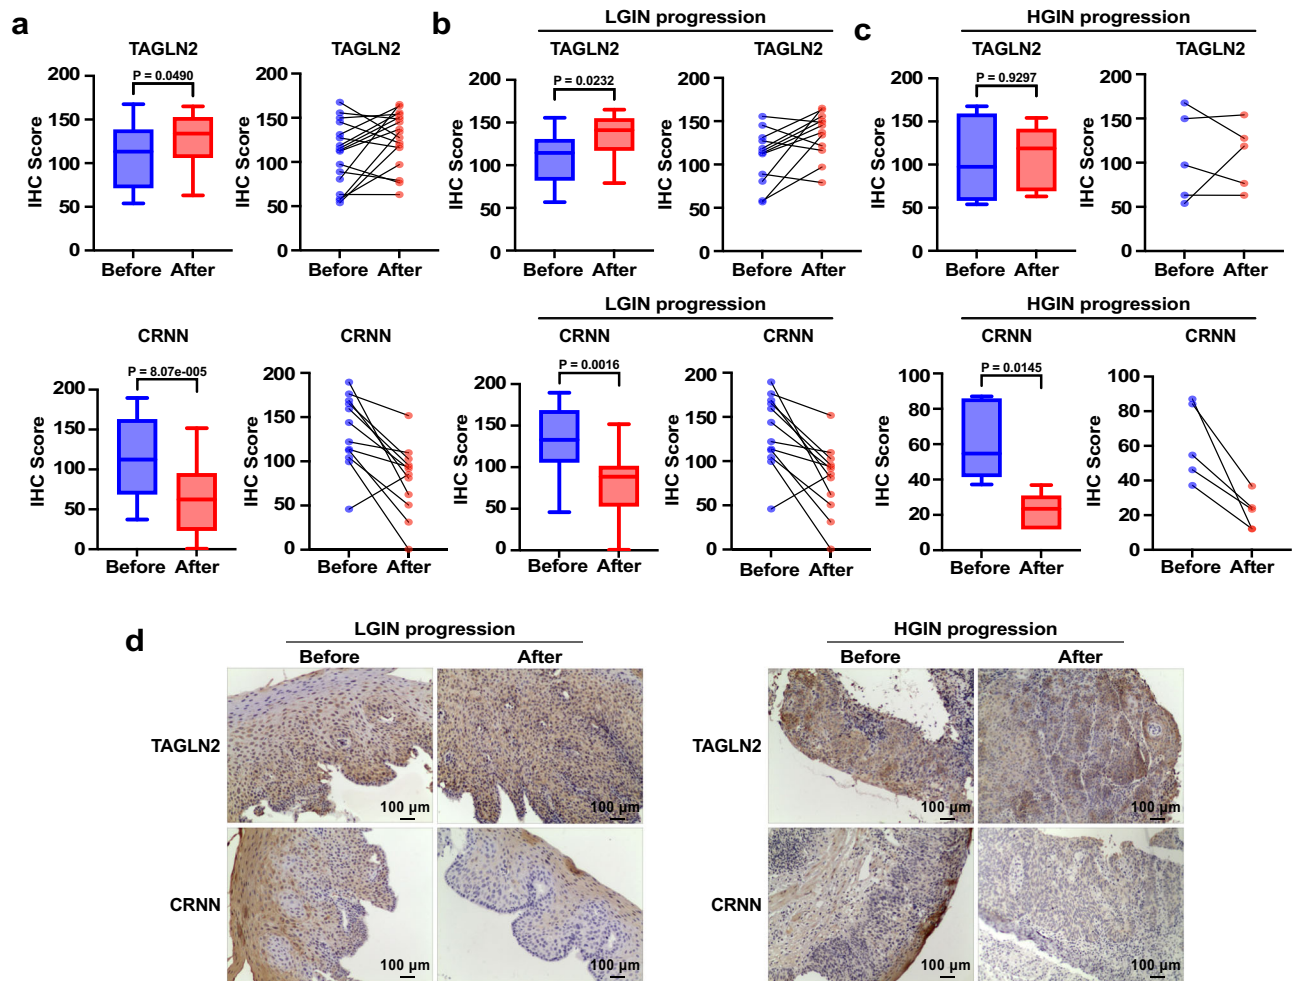 a
TAGLN2
P = 0.0490
IHC Score
200
150
100
50
0
Before After
TAGLN2
IHC Score
200
150
100
50
0
Before After
CRNN
P = 8.07e-005
IHC Score
200
150
100
50
0
Before After
CRNN
IHC Score
200
150
100
50
0
Before After
b
LGIN progression
TAGLN2
P = 0.0232
IHC Score
200
150
100
50
0
Before After
TAGLN2
IHC Score
200
150
100
50
0
Before After
LGIN progression
CRNN
P = 0.0016
IHC Score
200
150
100
50
0
Before After
CRNN
IHC Score
200
150
100
50
0
Before After
c
HGIN progression
TAGLN2
P = 0.9297
IHC Score
200
150
100
50
0
Before After
TAGLN2
IHC Score
200
150
100
50
0
Before After
HGIN progression
CRNN
P = 0.0145
IHC Score
100
80
60
40
20
0
Before After
CRNN
IHC Score
100
80
60
40
20
0
Before After
d
LGIN progression
Before After
TAGLN2
100 µm
100 µm
CRNN
100 µm
100 µm
HGIN progression
Before After
TAGLN2
100 µm
100 µm
CRNN
100 µm
100 µm